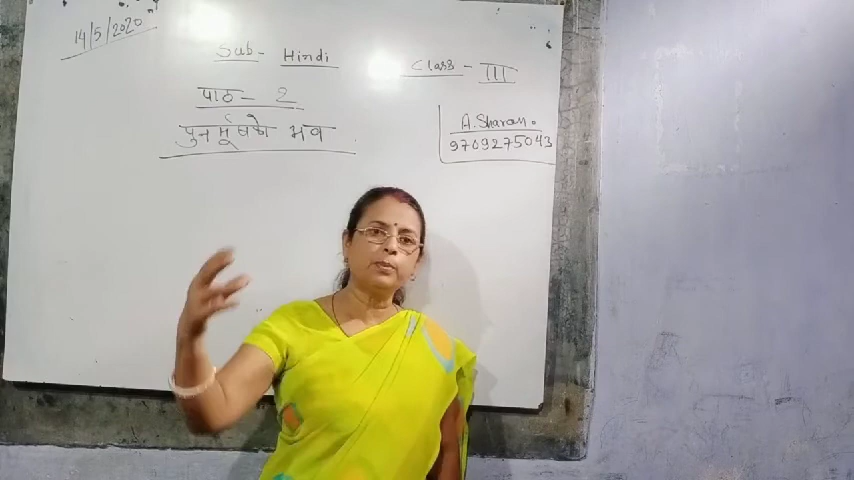 14/5/2020
Sub- Hindi
Class - III
पाठ - 2
पुनर्मूषको भव
A. Sharan.
9709275043